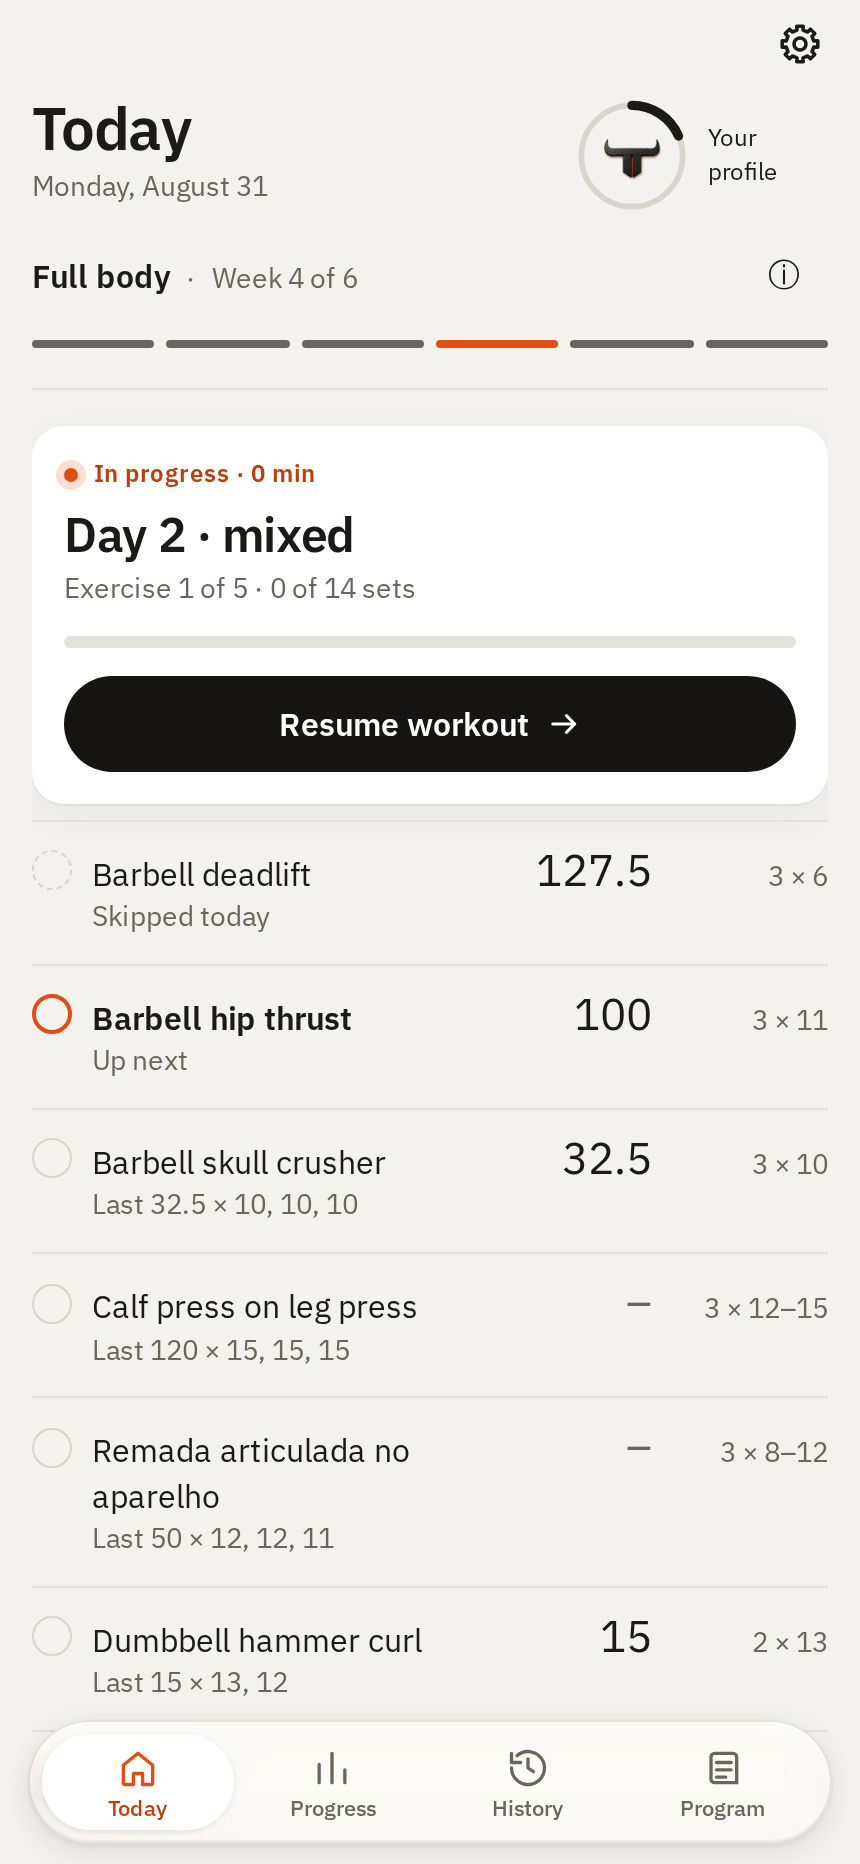 Today
Monday, August 31
Your
profile
Full body · Week 4 of 6
In progress · 0 min
Day 2 · mixed
Exercise 1 of 5 · 0 of 14 sets
Resume workout →
Barbell deadlift 127.5 3 × 6
Skipped today
Barbell hip thrust 100 3 × 11
Up next
Barbell skull crusher 32.5 3 × 10
Last 32.5 × 10, 10, 10
Calf press on leg press – 3 × 12–15
Last 120 × 15, 15, 15
Remada articulada no – 3 × 8–12
aparelho
Last 50 × 12, 12, 11
Dumbbell hammer curl 15 2 × 13
Last 15 × 13, 12
Today Progress History Program